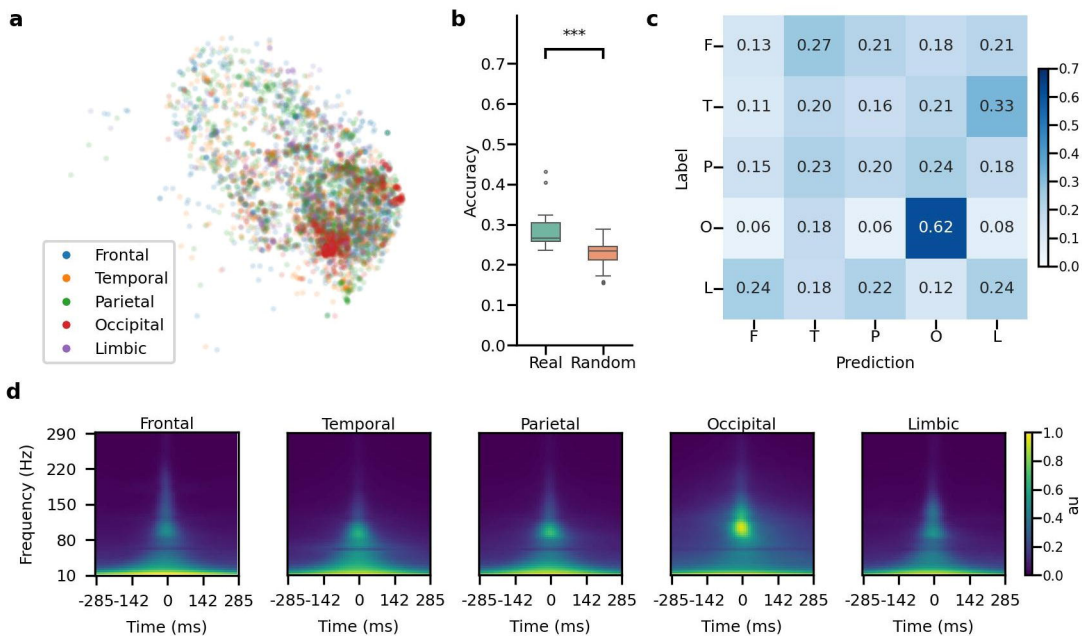 a
Frontal
Temporal
Parietal
Occipital
Limbic
b
***
Accuracy
0.7
0.6
0.5
0.4
0.3
0.2
0.1
0.0
Real Random
c
Label
F 0.13 0.27 0.21 0.18 0.21
T 0.11 0.20 0.16 0.21 0.33
P 0.15 0.23 0.20 0.24 0.18
O 0.06 0.18 0.06 0.62 0.08
L 0.24 0.18 0.22 0.12 0.24
F T P O L
Prediction
0.7
0.6
0.5
0.4
0.3
0.2
0.1
0.0
d
Frontal Temporal Parietal Occipital Limbic
Frequency (Hz)
290
220
150
80
10
-285 -142 0 142 285 -285 -142 0 142 285 -285 -142 0 142 285 -285 -142 0 142 285 -285 -142 0 142 285
Time (ms) Time (ms) Time (ms) Time (ms) Time (ms)
1.0
0.8
0.6
0.4
0.2
0.0
au